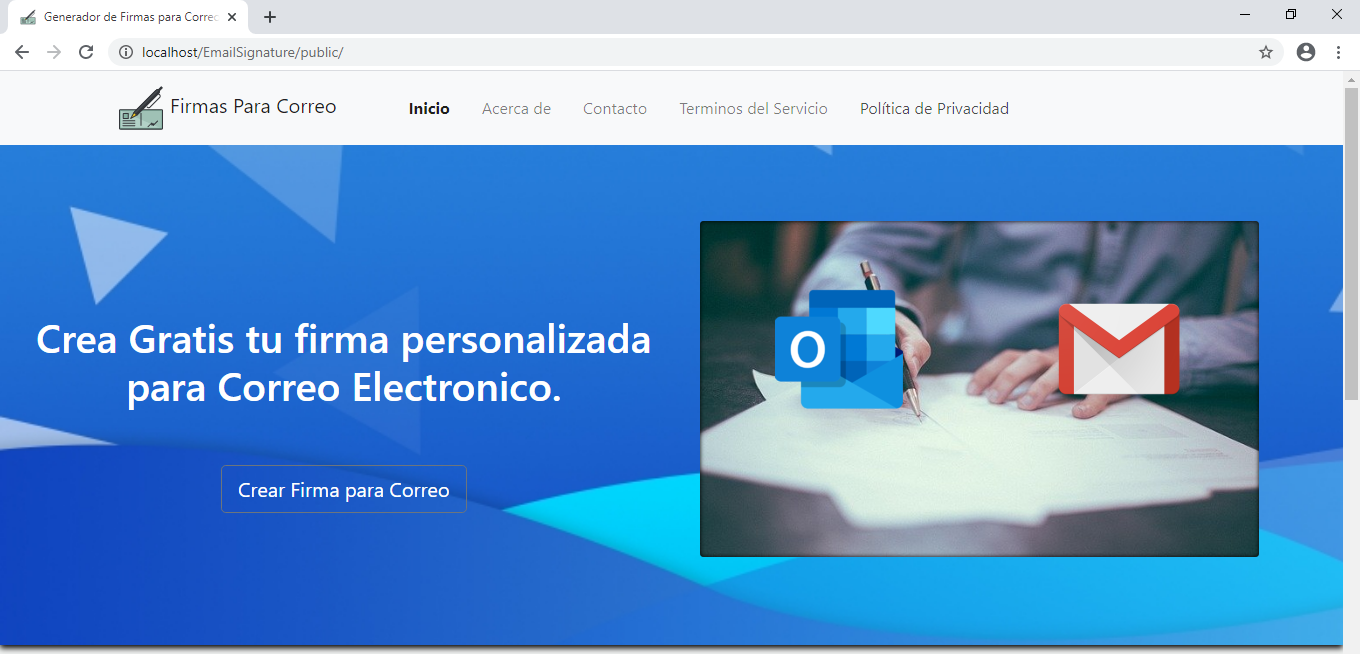 Generador de Firmas para Correc
localhost/EmailSignature/public/
Firmas Para Correo
Inicio
Acerca de
Contacto
Terminos del Servicio
Política de Privacidad
Crea Gratis tu firma personalizada
para Correo Electronico.
Crear Firma para Correo
O